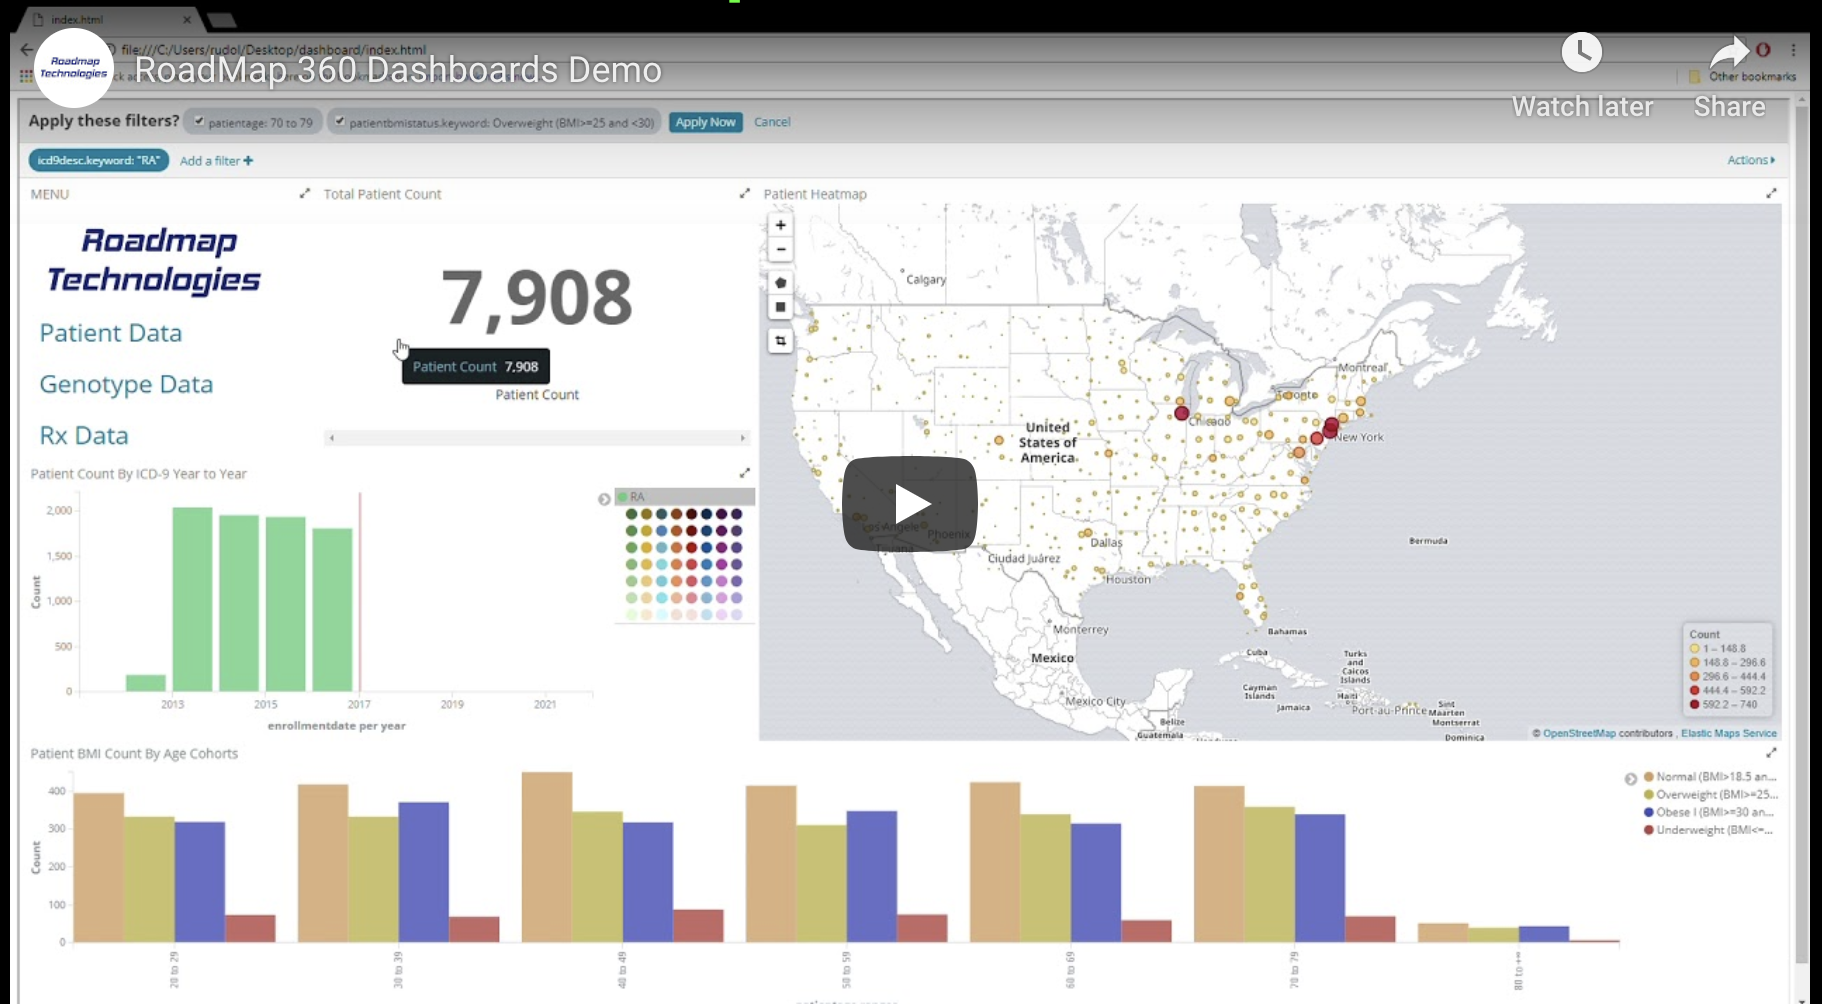 index.html
file:///C:/Users/rudol/Desktop/dashboard/index.html
Roadmap
Technologies
RoadMap 360 Dashboards Demo
Other bookmarks
Watch later
Share
Apply these filters?
patientage: 70 to 79
patientbmistatus.keyword: Overweight (BMI>=25 and <30)
Apply Now
Cancel
icd9desc.keyword: "RA"
Add a filter +
Actions
MENU
Roadmap
Technologies
Patient Data
Genotype Data
Rx Data
Total Patient Count
7,908
Patient Count 7,908
Patient Count
Patient Heatmap
+
−
Calgary
Montreal
Toronto
Chicago
New York
United
States of
America
Los Angeles
Phoenix
Tijuana
Dallas
Ciudad Juárez
Houston
Bermuda
Monterrey
Bahamas
Mexico
Cuba
Turks
and
Caicos
Islands
Cayman
Islands
Haiti
Jamaica
Port-au-Prince
Mexico City
Sint
Maarten
Montserrat
Belize
Guatemala
Honduras
Dominica
Count
1 – 148.8
148.8 – 296.6
296.6 – 444.4
444.4 – 592.2
592.2 – 740
© OpenStreetMap contributors , Elastic Maps Service
Patient Count By ICD-9 Year to Year
RA
Count
2,000
1,500
1,000
500
0
2013
2015
2017
2019
2021
enrollmentdate per year
Patient BMI Count By Age Cohorts
Count
400
300
200
100
0
20 to 29
30 to 39
40 to 49
50 to 59
60 to 69
70 to 79
80 to ++
Normal (BMI>18.5 an...
Overweight (BMI>=25...
Obese I (BMI>=30 an...
Underweight (BMI<=...